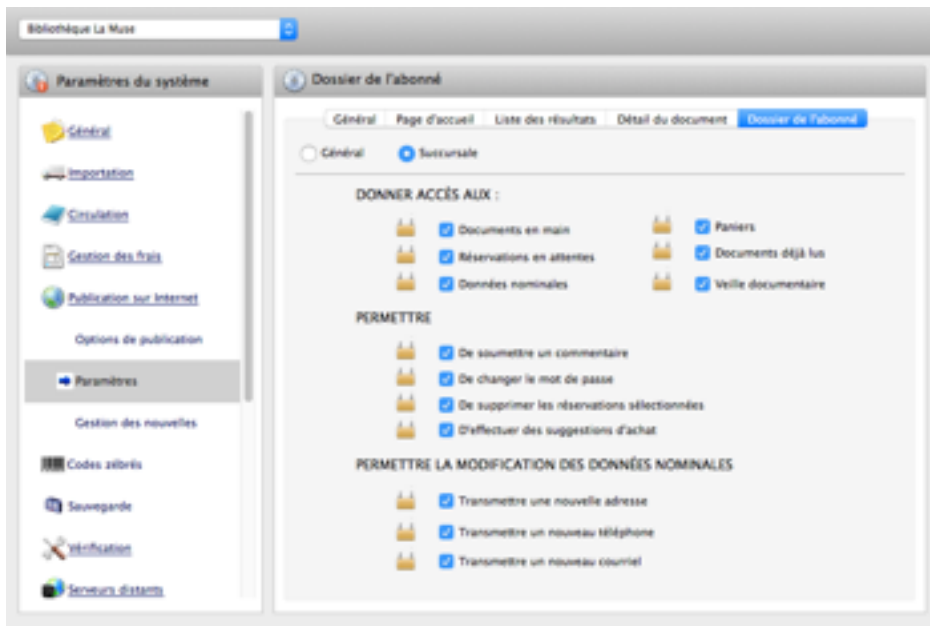 Bibliothèque La Muse
Paramètres du système
Général
Importation
Circulation
Gestion des frais
Publication sur Internet
Options de publication
Paramètres
Gestion des nouvelles
Codes zébrés
Sauvegarde
Vérification
Serveurs distants
Dossier de l'abonné
Général Page d'accueil Liste des résultats Détail du document Dossier de l'abonné
Général Succursale
DONNER ACCÈS AUX :
Documents en main Paniers
Réservations en attentes Documents déjà lus
Données nominales Veille documentaire
PERMETTRE
De soumettre un commentaire
De changer le mot de passe
De supprimer les réservations sélectionnées
D'effectuer des suggestions d'achat
PERMETTRE LA MODIFICATION DES DONNÉES NOMINALES
Transmettre une nouvelle adresse
Transmettre un nouveau téléphone
Transmettre un nouveau courriel